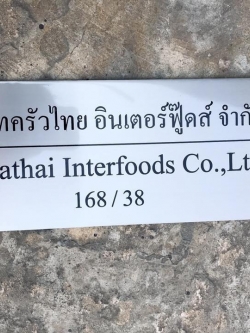 ทครัวไทย อินเตอร์ฟู๊ดส์ จำกั
athai Interfoods Co.,Lt
168 / 38